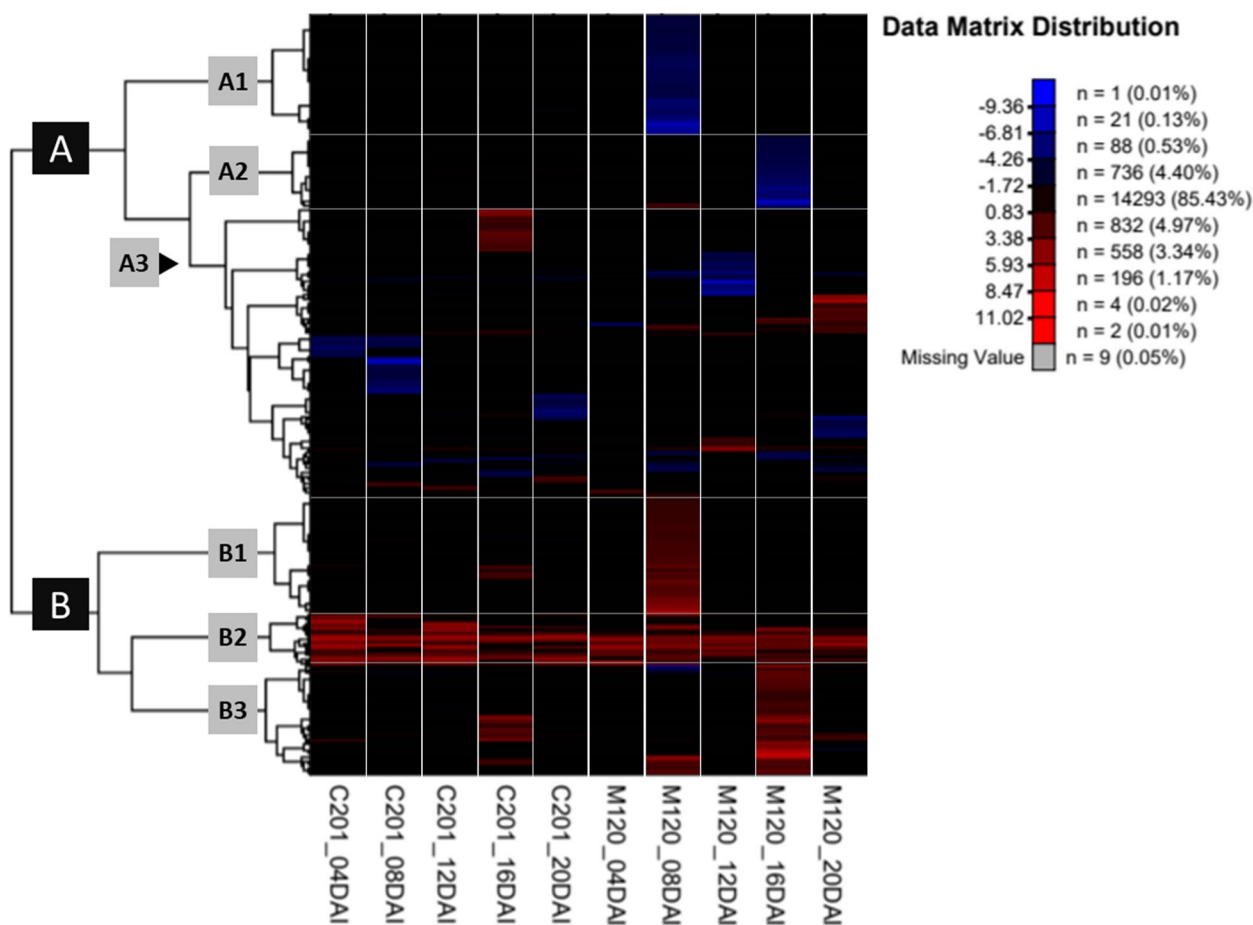 Data Matrix Distribution
-9.36
-6.81
-4.26
-1.72
0.83
3.38
5.93
8.47
11.02
Missing Value
n = 1 (0.01%)
n = 21 (0.13%)
n = 88 (0.53%)
n = 736 (4.40%)
n = 14293 (85.43%)
n = 832 (4.97%)
n = 558 (3.34%)
n = 196 (1.17%)
n = 4 (0.02%)
n = 2 (0.01%)
n = 9 (0.05%)
A
A1
A2
A3
B
B1
B2
B3
C201_04DAI
C201_08DAI
C201_12DAI
C201_16DAI
C201_20DAI
M120_04DAI
M120_08DAI
M120_12DAI
M120_16DAI
M120_20DAI